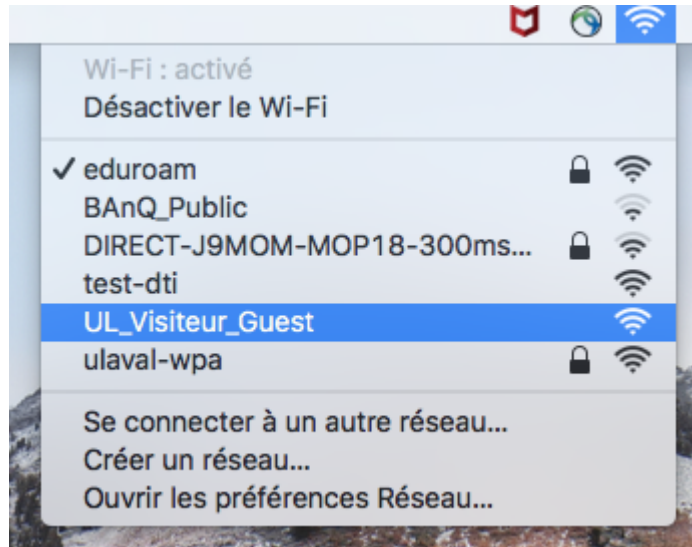 Wi-Fi : activé
Désactiver le Wi-Fi
eduroam
BAnQ_Public
DIRECT-J9MOM-MOP18-300ms...
test-dti
UL_Visiteur_Guest
ulaval-wpa
Se connecter à un autre réseau...
Créer un réseau...
Ouvrir les préférences Réseau...